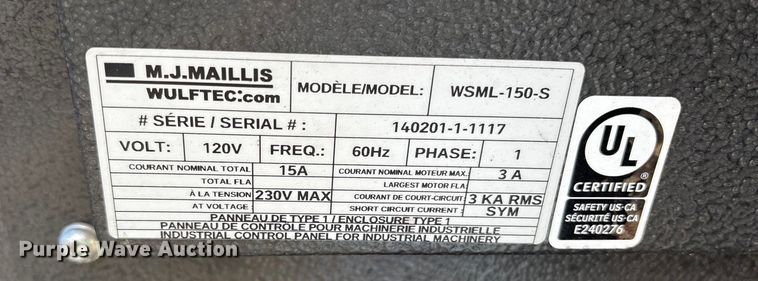 M.J.MAILLIS
WULFTEC.com
MODÈLE/MODEL: WSML-150-S
# SÉRIE / SERIAL # : 140201-1-1117
VOLT: 120V FREQ.: 60Hz PHASE: 1
COURANT NOMINAL TOTAL
TOTAL FLA 15A
COURANT NOMINAL MOTEUR MAX.
LARGEST MOTOR FLA: 3 A
À LA TENSION
AT VOLTAGE 230V MAX
COURANT DE COURT-CIRCUIT:
SHORT CIRCUIT CURRENT : 3 KA RMS
SYM
PANNEAU DE TYPE 1 / ENCLOSURE TYPE 1
PANNEAU DE CONTRÔLE POUR MACHINERIE INDUSTRIELLE
INDUSTRIAL CONTROL PANEL FOR INDUSTRIAL MACHINERY
UL
CERTIFIED
SAFETY US-CA
SÉCURITÉ US-CA
E240276
Purple Wave Auction